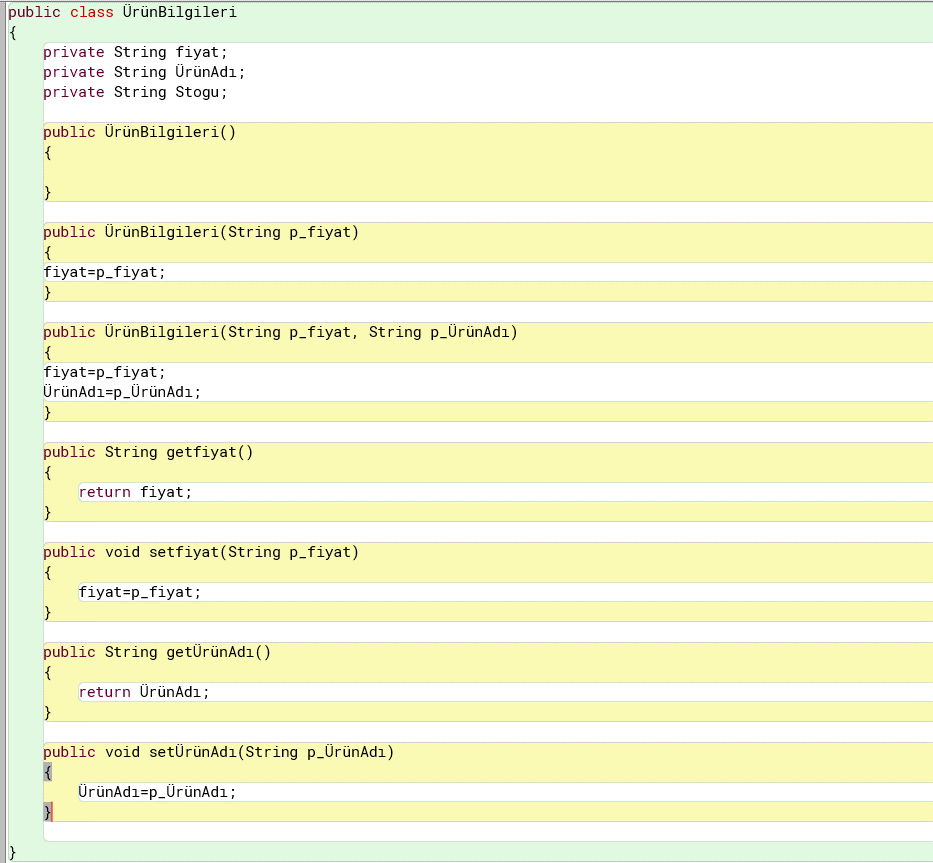 public class ÜrünBilgileri
{
    private String fiyat;
    private String ÜrünAdı;
    private String Stogu;
    public ÜrünBilgileri()
    {
    }
    public ÜrünBilgileri(String p_fiyat)
    {
    fiyat=p_fiyat;
    }
    public ÜrünBilgileri(String p_fiyat, String p_ÜrünAdı)
    {
    fiyat=p_fiyat;
    ÜrünAdı=p_ÜrünAdı;
    }
    public String getfiyat()
    {
        return fiyat;
    }
    public void setfiyat(String p_fiyat)
    {
        fiyat=p_fiyat;
    }
    public String getÜrünAdı()
    {
        return ÜrünAdı;
    }
    public void setÜrünAdı(String p_ÜrünAdı)
    {
        ÜrünAdı=p_ÜrünAdı;
    }
}